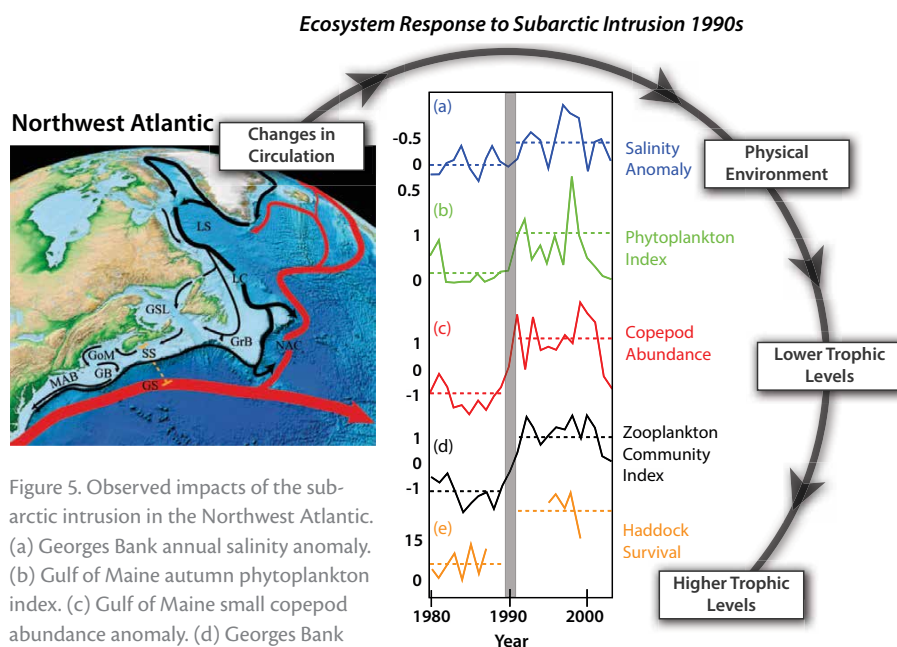 Ecosystem Response to Subarctic Intrusion 1990s
Northwest Atlantic
Changes in
Circulation
LS
LC
GSL
GrB
NAC
SS
GoM
GB
MAB
GS
(a)
-0.5
0
0.5
Salinity
Anomaly
(b)
1
0
Phytoplankton
Index
(c)
1
0
-1
Copepod
Abundance
(d)
1
0
-1
Zooplankton
Community
Index
(e)
15
0
Haddock
Survival
1980
1990
2000
Year
Physical
Environment
Lower Trophic
Levels
Higher Trophic
Levels
Figure 5. Observed impacts of the sub-
arctic intrusion in the Northwest Atlantic.
(a) Georges Bank annual salinity anomaly.
(b) Gulf of Maine autumn phytoplankton
index. (c) Gulf of Maine small copepod
abundance anomaly. (d) Georges Bank